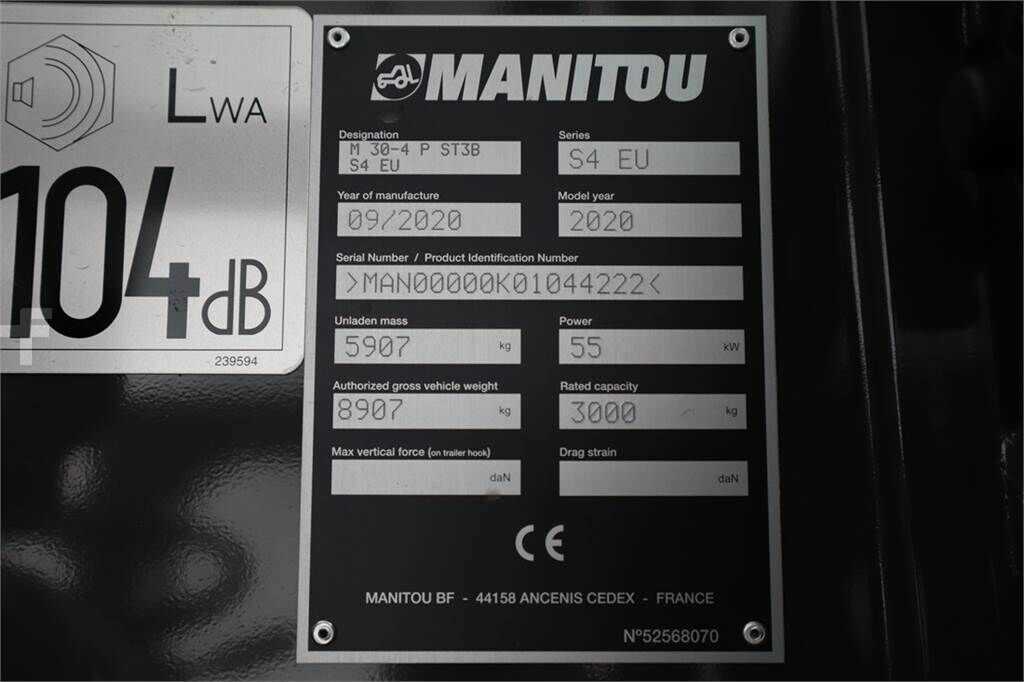 LWA
104 dB
239594
MANITOU
Designation
M 30-4 P ST3B
S4 EU
Series
S4 EU
Year of manufacture
09/2020
Model year
2020
Serial Number / Product Identification Number
>MAN00000K01044222<
Unladen mass
5907 kg
Power
55 kW
Authorized gross vehicle weight
8907 kg
Rated capacity
3000 kg
Max vertical force (on trailer hook)
daN
Drag strain
daN
CE
MANITOU BF - 44158 ANCENIS CEDEX - FRANCE
Nº52568070